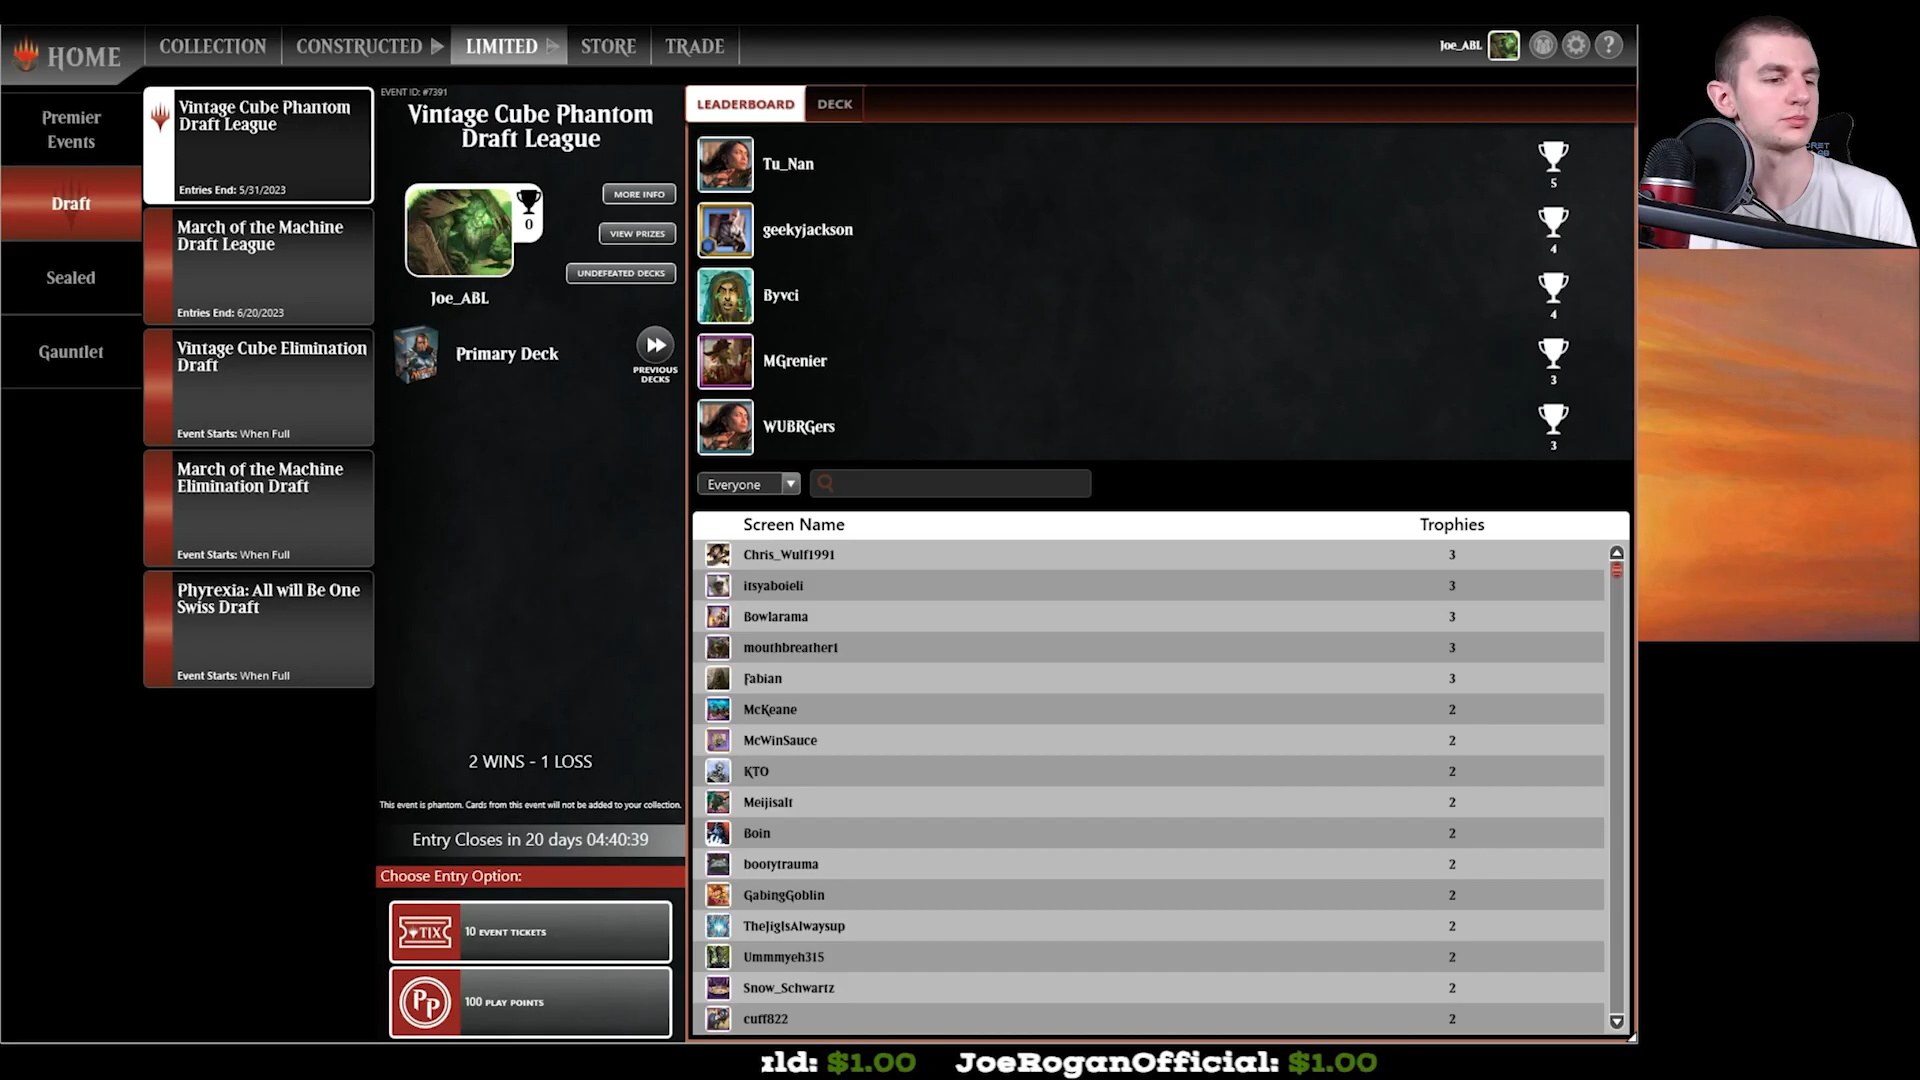 HOME
COLLECTION
CONSTRUCTED
LIMITED
STORE
TRADE
Joe_ABL
Premier
Events
Draft
Sealed
Gauntlet
Vintage Cube Phantom
Draft League
Entries End: 5/31/2023
March of the Machine
Draft League
Entries End: 6/20/2023
Vintage Cube Elimination
Draft
Event Starts: When Full
March of the Machine
Elimination Draft
Event Starts: When Full
Phyrexia: All will Be One
Swiss Draft
Event Starts: When Full
EVENT ID: #7391
Vintage Cube Phantom
Draft League
0
MORE INFO
VIEW PRIZES
UNDEFEATED DECKS
Joe_ABL
Primary Deck
PREVIOUS
DECKS
2 WINS - 1 LOSS
This event is phantom. Cards from this event will not be added to your collection.
Entry Closes in 20 days 04:40:39
Choose Entry Option:
TIX
10 EVENT TICKETS
PP
100 PLAY POINTS
LEADERBOARD
DECK
Tu_Nan
5
geekyjackson
4
Byvci
4
MGrenier
3
WUBRGers
3
Everyone
Screen Name Trophies
Chris_Wulf1991 3
itsyaboieli 3
Bowlarama 3
mouthbreather1 3
Fabian 3
McKeane 2
McWinSauce 2
KTO 2
Meijisalt 2
Boin 2
bootytrauma 2
GabingGoblin 2
TheJigIsAlwaysup 2
Ummmyeh315 2
Snow_Schwartz 2
cuff822 2
rld: $1.00 JoeRoganOfficial: $1.00